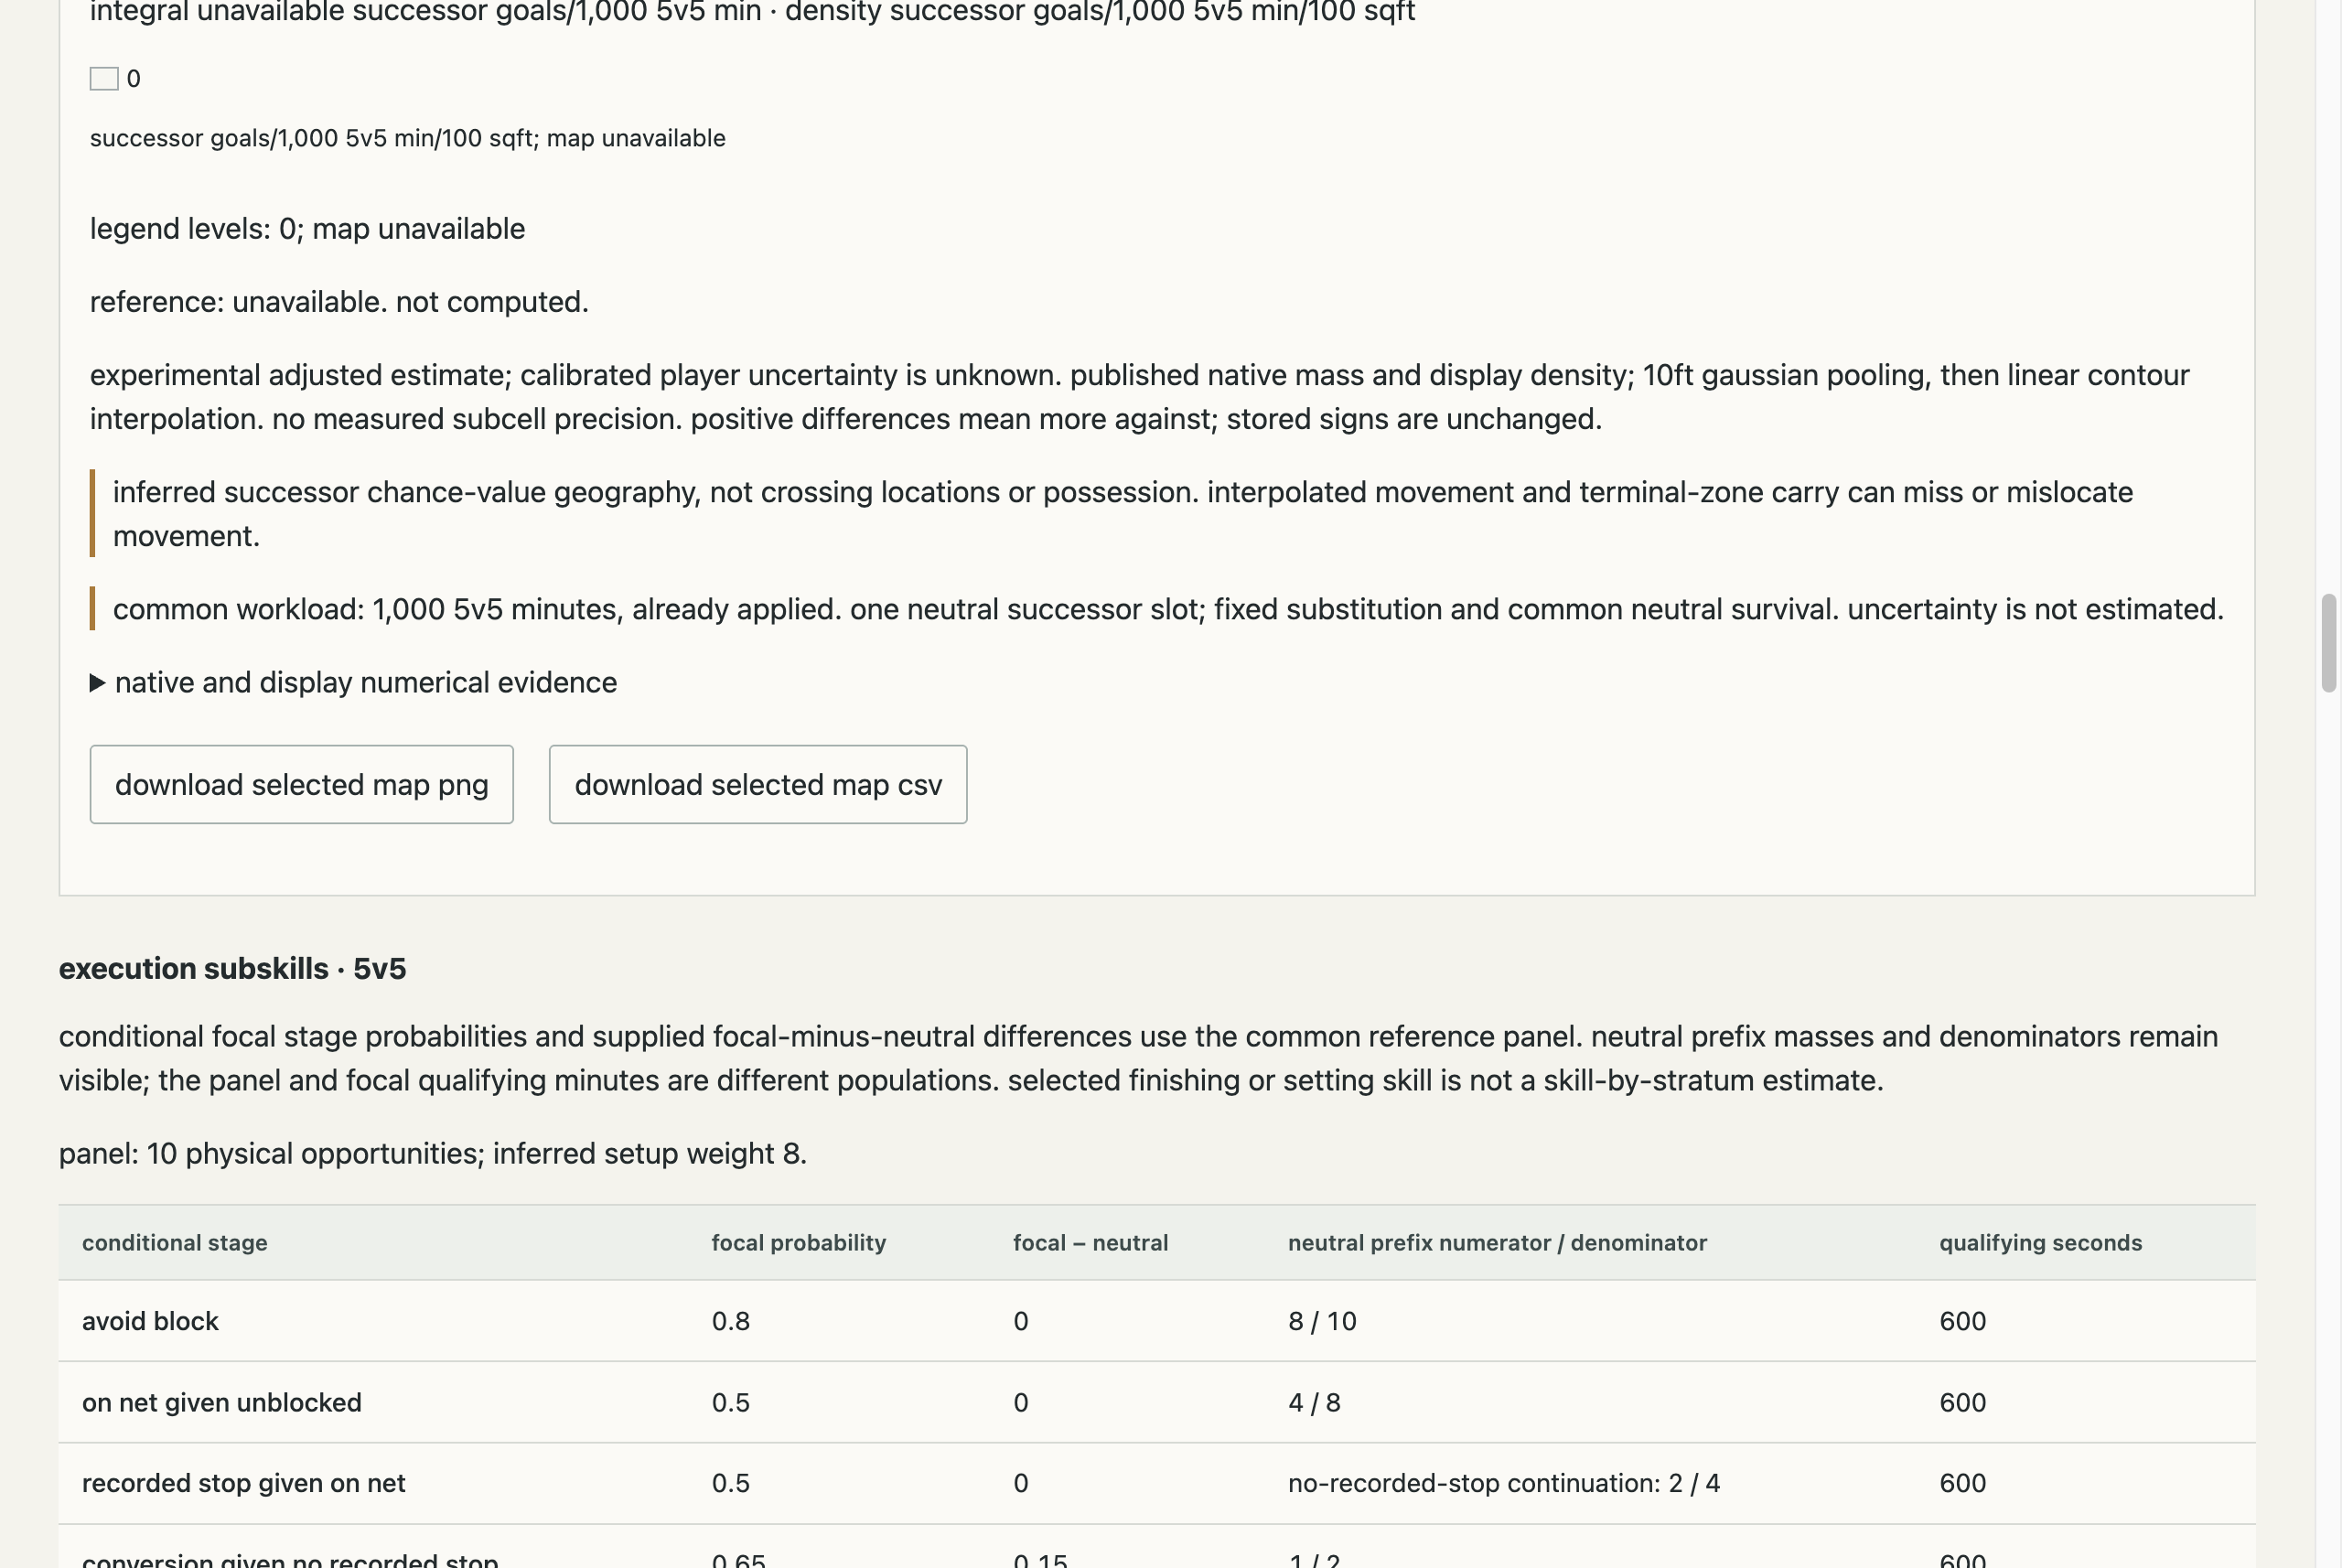 integral unavailable successor goals/1,000 5v5 min · density successor goals/1,000 5v5 min/100 sqft
0
successor goals/1,000 5v5 min/100 sqft; map unavailable
legend levels: 0; map unavailable
reference: unavailable. not computed.
experimental adjusted estimate; calibrated player uncertainty is unknown. published native mass and display density; 10ft gaussian pooling, then linear contour
interpolation. no measured subcell precision. positive differences mean more against; stored signs are unchanged.
inferred successor chance-value geography, not crossing locations or possession. interpolated movement and terminal-zone carry can miss or mislocate
movement.
common workload: 1,000 5v5 minutes, already applied. one neutral successor slot; fixed substitution and common neutral survival. uncertainty is not estimated.
▶ native and display numerical evidence
download selected map png download selected map csv
execution subskills · 5v5
conditional focal stage probabilities and supplied focal-minus-neutral differences use the common reference panel. neutral prefix masses and denominators remain
visible; the panel and focal qualifying minutes are different populations. selected finishing or setting skill is not a skill-by-stratum estimate.
panel: 10 physical opportunities; inferred setup weight 8.
conditional stage focal probability focal – neutral neutral prefix numerator / denominator qualifying seconds
avoid block 0.8 0 8 / 10 600
on net given unblocked 0.5 0 4 / 8 600
recorded stop given on net 0.5 0 no-recorded-stop continuation: 2 / 4 600
conversion given no recorded stop 0.65 0.15 1 / 2 600